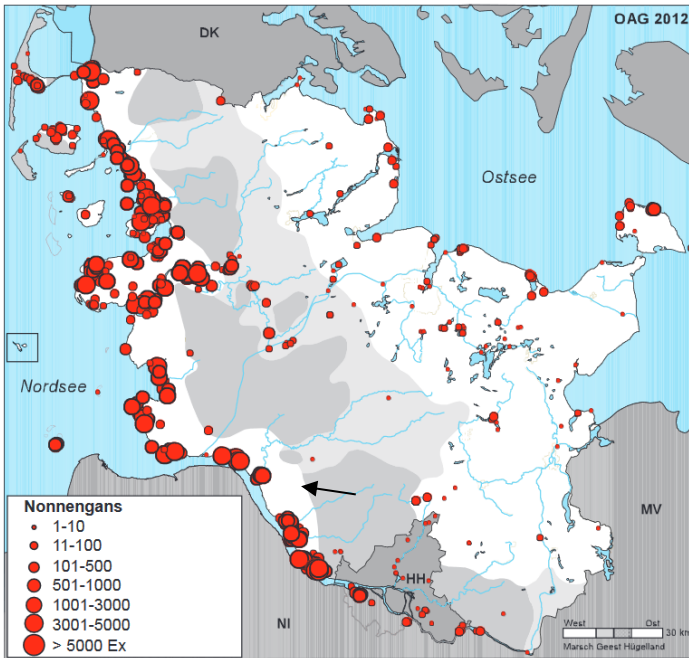 OAG 2012
DK
Ostsee
Nordsee
MV
HH
NI
Nonnengans
1-10
11-100
101-500
501-1000
1001-3000
3001-5000
> 5000 Ex
West Ost
30 km
Marsch Geest Hügelland